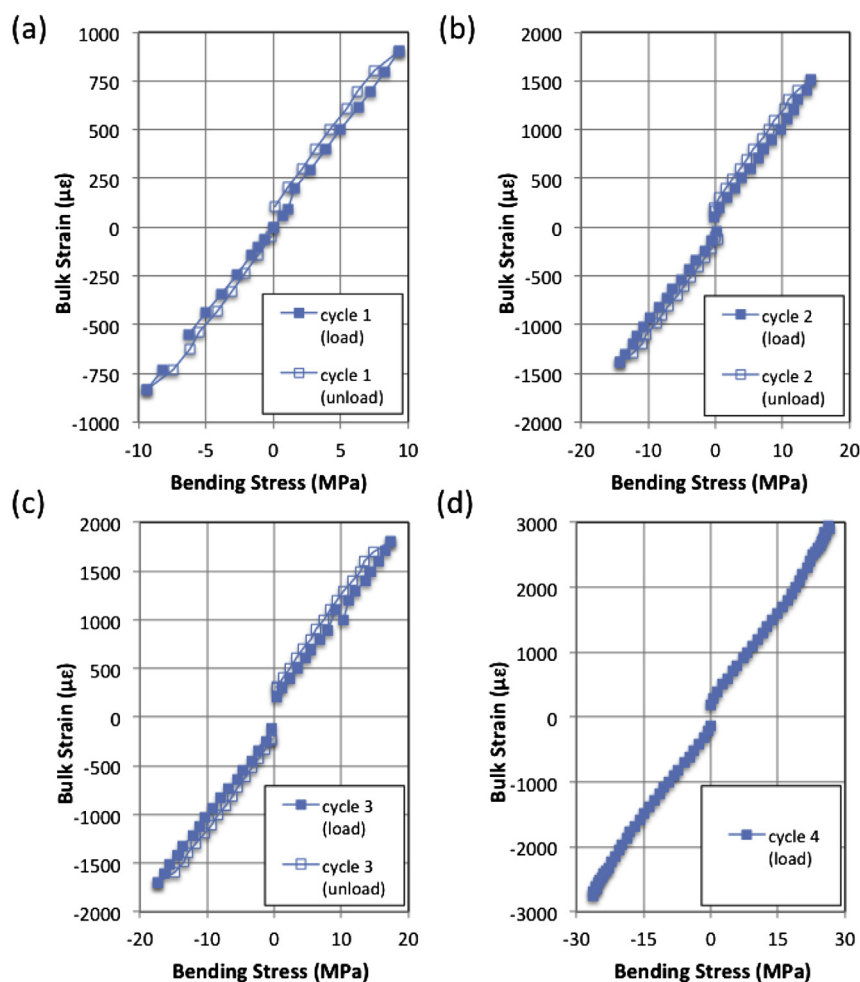 (a)
1000
750
500
250
0
-250
-500
-750
-1000
Bulk Strain (με)
-10 -5 0 5 10
Bending Stress (MPa)
cycle 1
(load)
cycle 1
(unload)
(b)
2000
1500
1000
500
0
-500
-1000
-1500
-2000
Bulk Strain (με)
-20 -10 0 10 20
Bending Stress (MPa)
cycle 2
(load)
cycle 2
(unload)
(c)
2000
1500
1000
500
0
-500
-1000
-1500
-2000
Bulk Strain (με)
-20 -10 0 10 20
Bending Stress (MPa)
cycle 3
(load)
cycle 3
(unload)
(d)
3000
2000
1000
0
-1000
-2000
-3000
Bulk Strain (με)
-30 -15 0 15 30
Bending Stress (MPa)
cycle 4
(load)